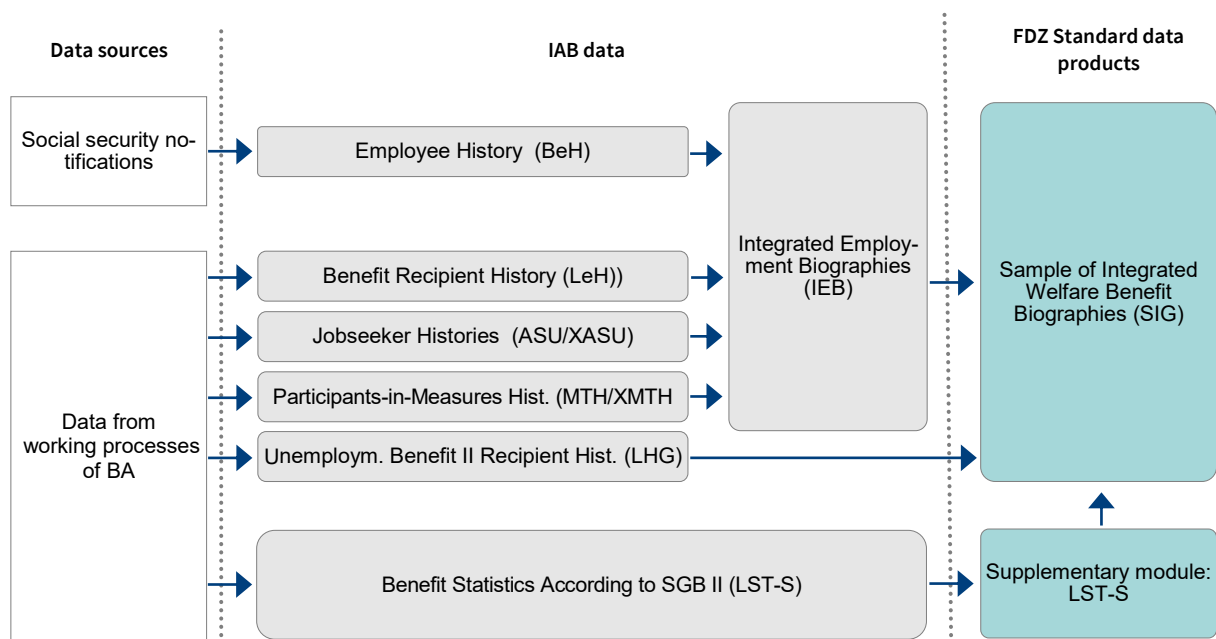 Data sources
IAB data
FDZ Standard data
products
Social security no-
tifications
Employee History  (BeH)
Integrated Employ-
ment Biographies
(IEB)
Sample of Integrated
Welfare Benefit
Biographies (SIG)
Benefit Recipient History (LeH))
Jobseeker Histories  (ASU/XASU)
Participants-in-Measures Hist. (MTH/XMTH
Data from
working processes
of BA
Unemploym. Benefit II Recipient Hist. (LHG)
Benefit Statistics According to SGB II (LST-S)
Supplementary module:
LST-S